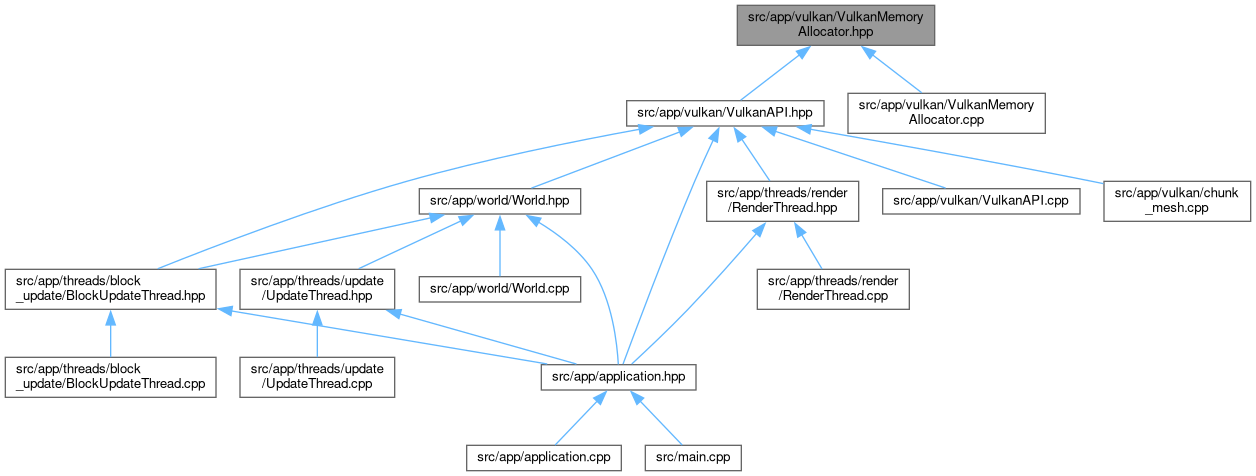 src/app/vulkan/VulkanMemory
Allocator.hpp
src/app/vulkan/VulkanAPI.hpp
src/app/vulkan/VulkanMemory
Allocator.cpp
src/app/world/World.hpp
src/app/threads/render
/RenderThread.hpp
src/app/vulkan/VulkanAPI.cpp
src/app/vulkan/chunk
_mesh.cpp
src/app/threads/block
_update/BlockUpdateThread.hpp
src/app/threads/update
/UpdateThread.hpp
src/app/world/World.cpp
src/app/threads/render
/RenderThread.cpp
src/app/threads/block
_update/BlockUpdateThread.cpp
src/app/threads/update
/UpdateThread.cpp
src/app/application.hpp
src/app/application.cpp
src/main.cpp